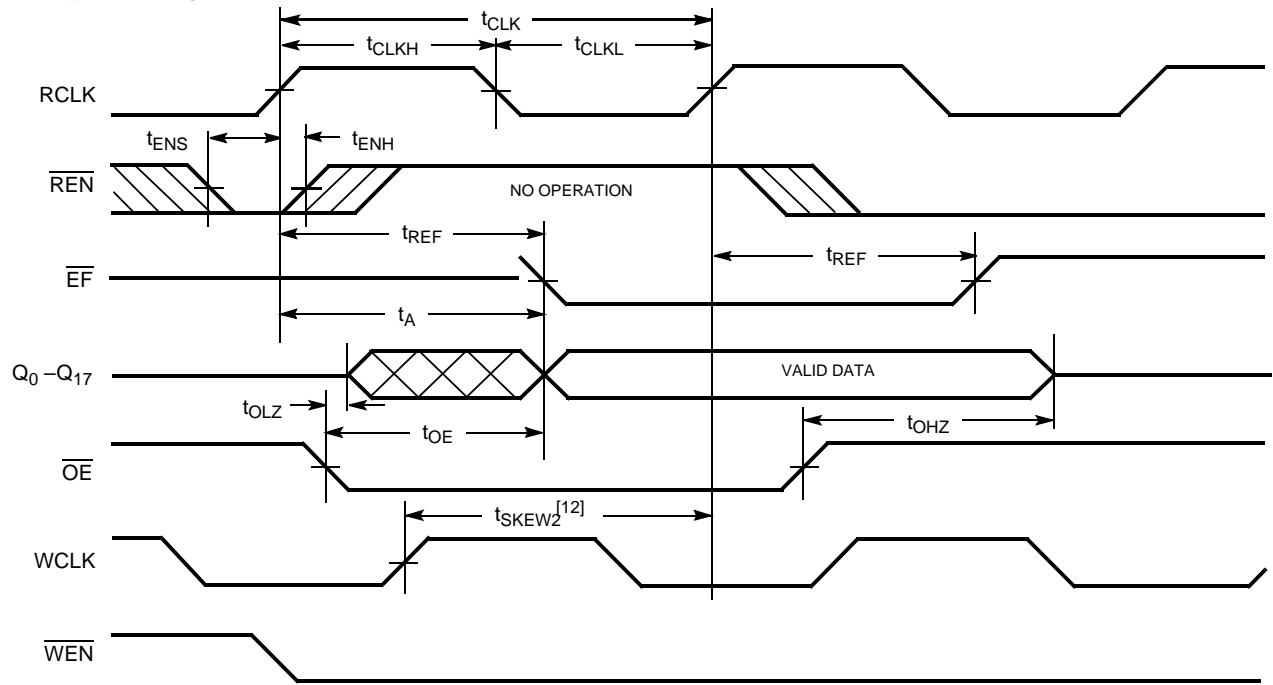 tCLK
tCLKH tCLKL
RCLK
tENS tENH
REN
NO OPERATION
tREF
tREF
EF
tA
Q0 –Q17
VALID DATA
tOLZ
tOE
tOHZ
OE
tSKEW2[12]
WCLK
WEN